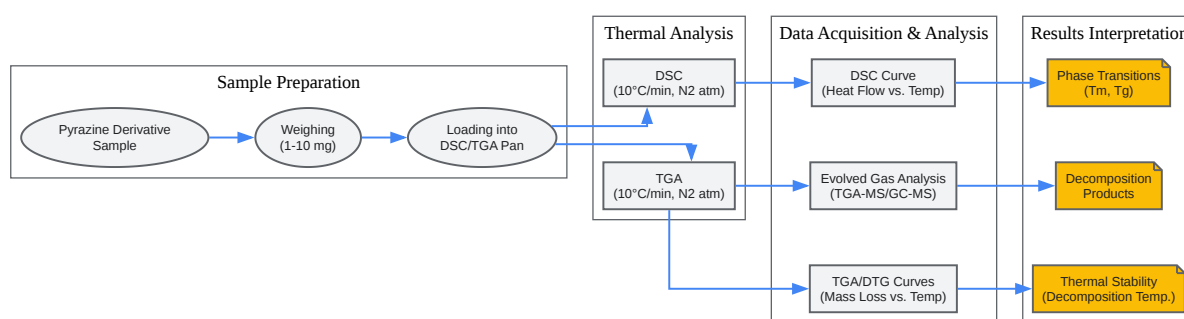 Sample Preparation
Pyrazine Derivative
Sample
Weighing
(1-10 mg)
Loading into
DSC/TGA Pan
Thermal Analysis
DSC
(10°C/min, N2 atm)
TGA
(10°C/min, N2 atm)
Data Acquisition & Analysis
DSC Curve
(Heat Flow vs. Temp)
Evolved Gas Analysis
(TGA-MS/GC-MS)
TGA/DTG Curves
(Mass Loss vs. Temp)
Results Interpretation
Phase Transitions
(Tm, Tg)
Decomposition
Products
Thermal Stability
(Decomposition Temp.)